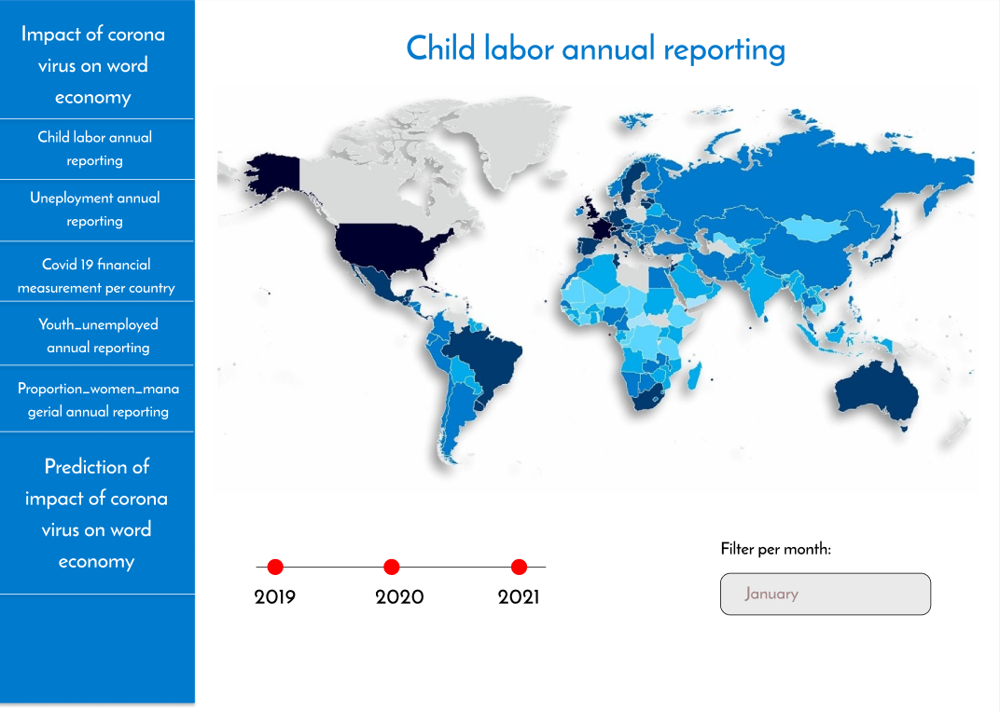 Impact of corona
virus on word
economy
Child labor annual
reporting
Uneployment annual
reporting
Covid 19 financial
measurement per country
Youth_unemployed
annual reporting
Proportion_women_mana
gerial annual reporting
Prediction of
impact of corona
virus on word
economy
Child labor annual reporting
2019
2020
2021
Filter per month:
January